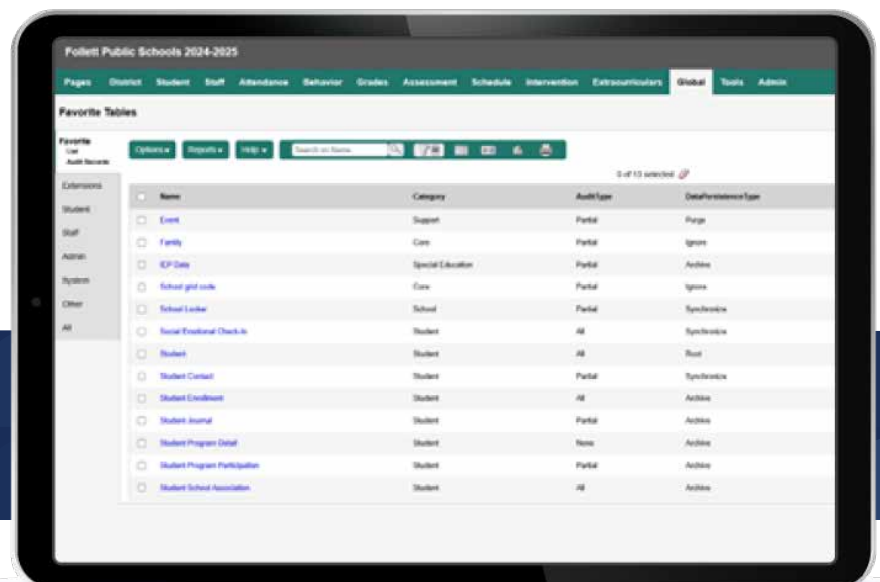 Follett Public Schools 2024-2025
Pages District Student Staff Attendance Behavior Grades Assessment Schedule Intervention Extracurriculars Global Tools Admin
Favorite Tables
Favorite
List
Audit Records
Extensions
Student
Staff
Admin
System
Other
All
Options Reports Help Search on Name
0 of 13 selected
Name Category AuditType DataPersistenceType
Event Support Partial Purge
Family Core Partial Ignore
IEP Data Special Education Partial Archive
School grid code Core Partial Ignore
School Locker School Partial Synchronize
Social Emotional Check-In Student All Synchronize
Student Student All Root
Student Contact Student Partial Synchronize
Student Enrollment Student All Archive
Student Journal Student Partial Archive
Student Program Detail Student None Archive
Student Program Participation Student Partial Archive
Student School Association Student All Archive